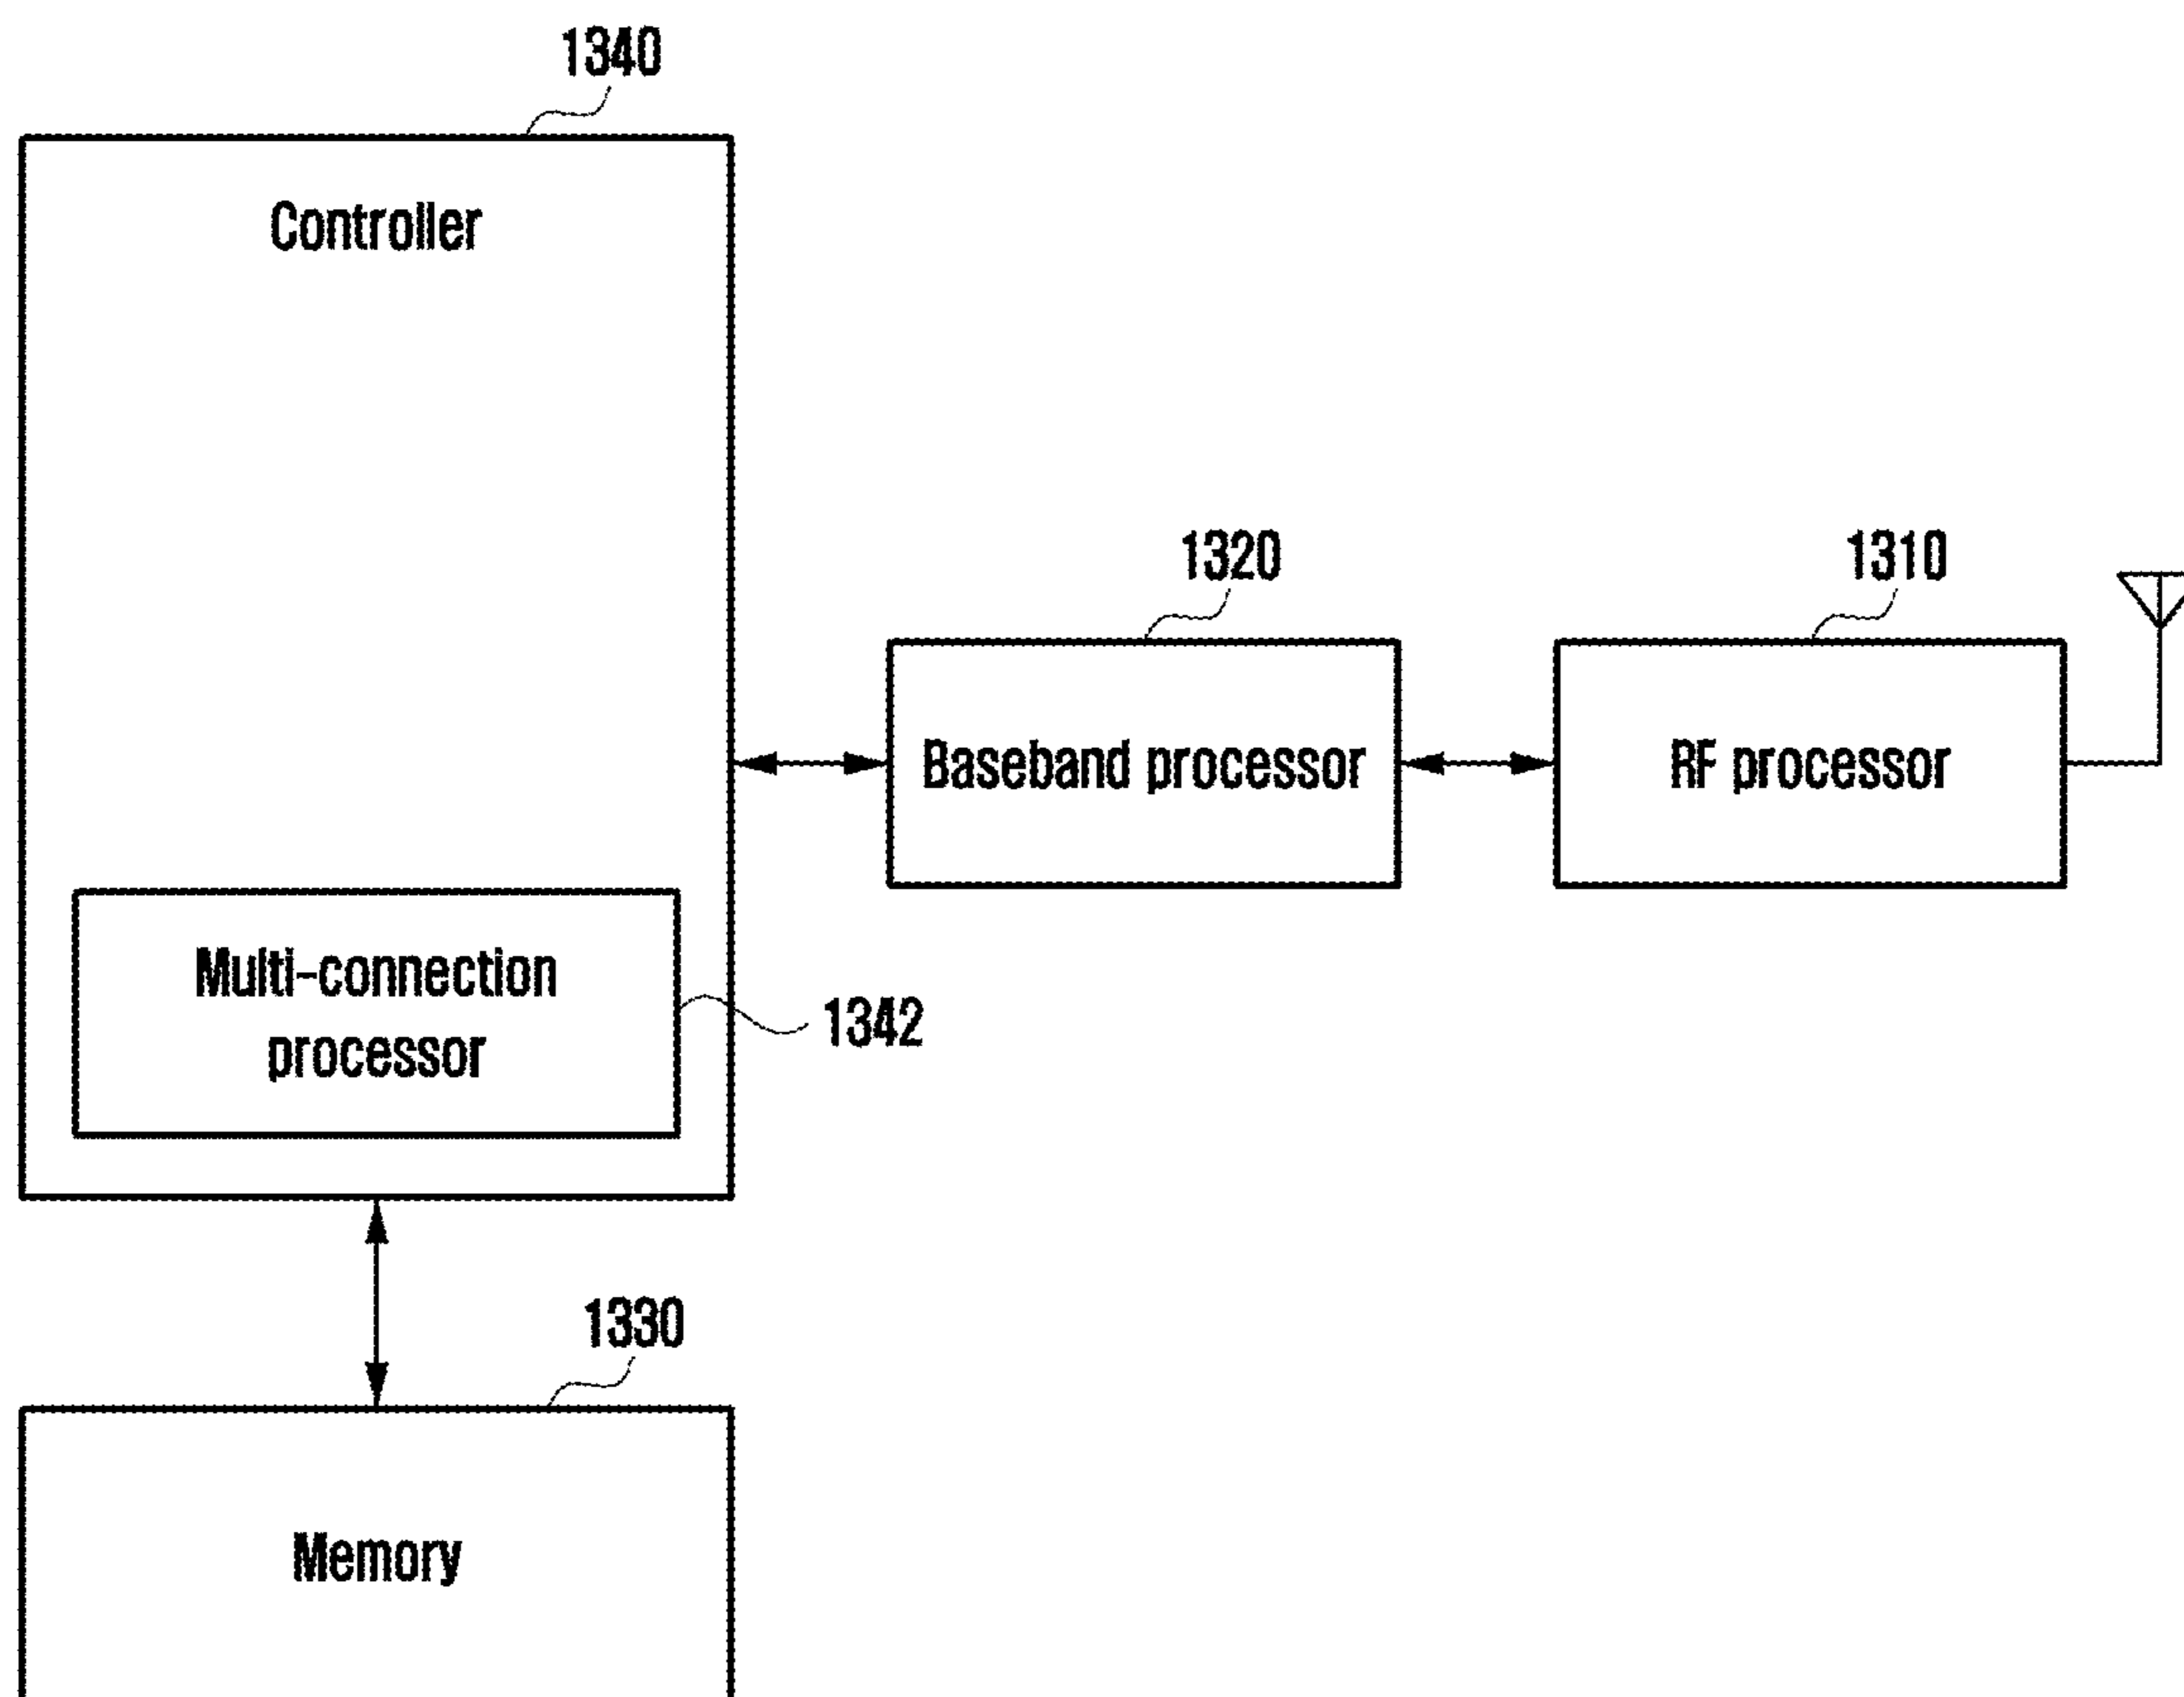 1340
Controller
1320
1310
Baseband processor
RF processor
Multi-connection
processor
1342
1330
Memory